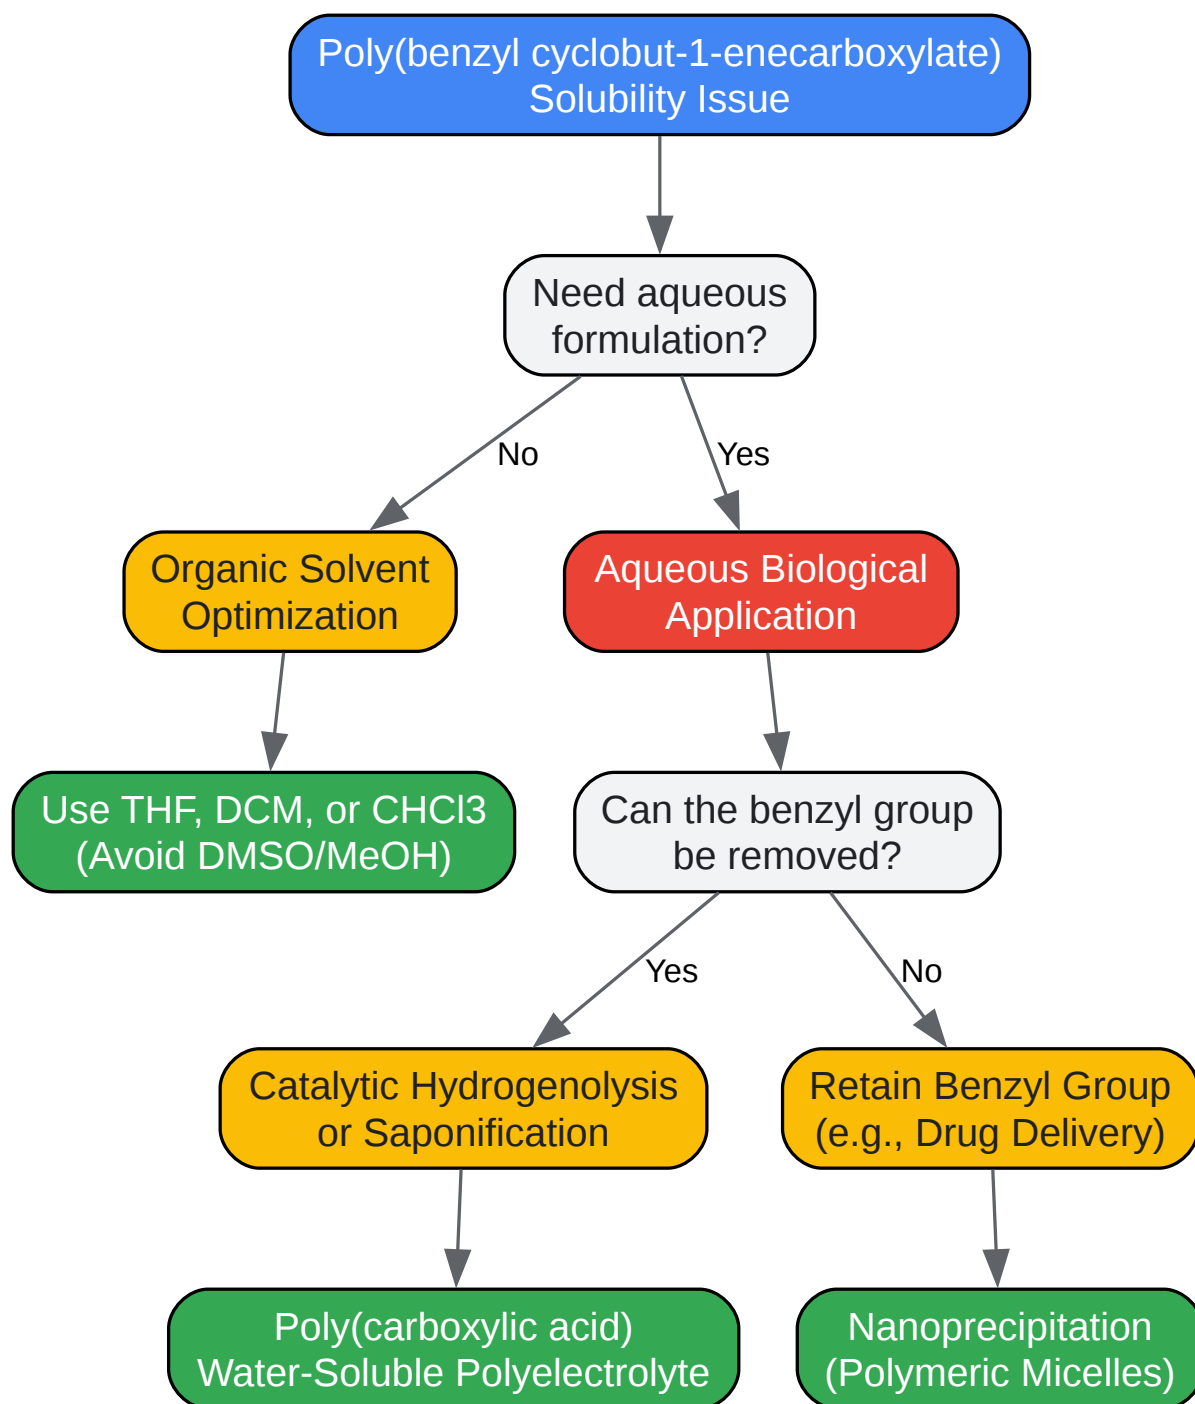 Poly(benzyl cyclobut-1-enecarboxylate)
Solubility Issue
Need aqueous
formulation?
No
Yes
Organic Solvent
Optimization
Aqueous Biological
Application
Use THF, DCM, or CHCl3
(Avoid DMSO/MeOH)
Can the benzyl group
be removed?
Yes
No
Catalytic Hydrogenolysis
or Saponification
Retain Benzyl Group
(e.g., Drug Delivery)
Poly(carboxylic acid)
Water-Soluble Polyelectrolyte
Nanoprecipitation
(Polymeric Micelles)